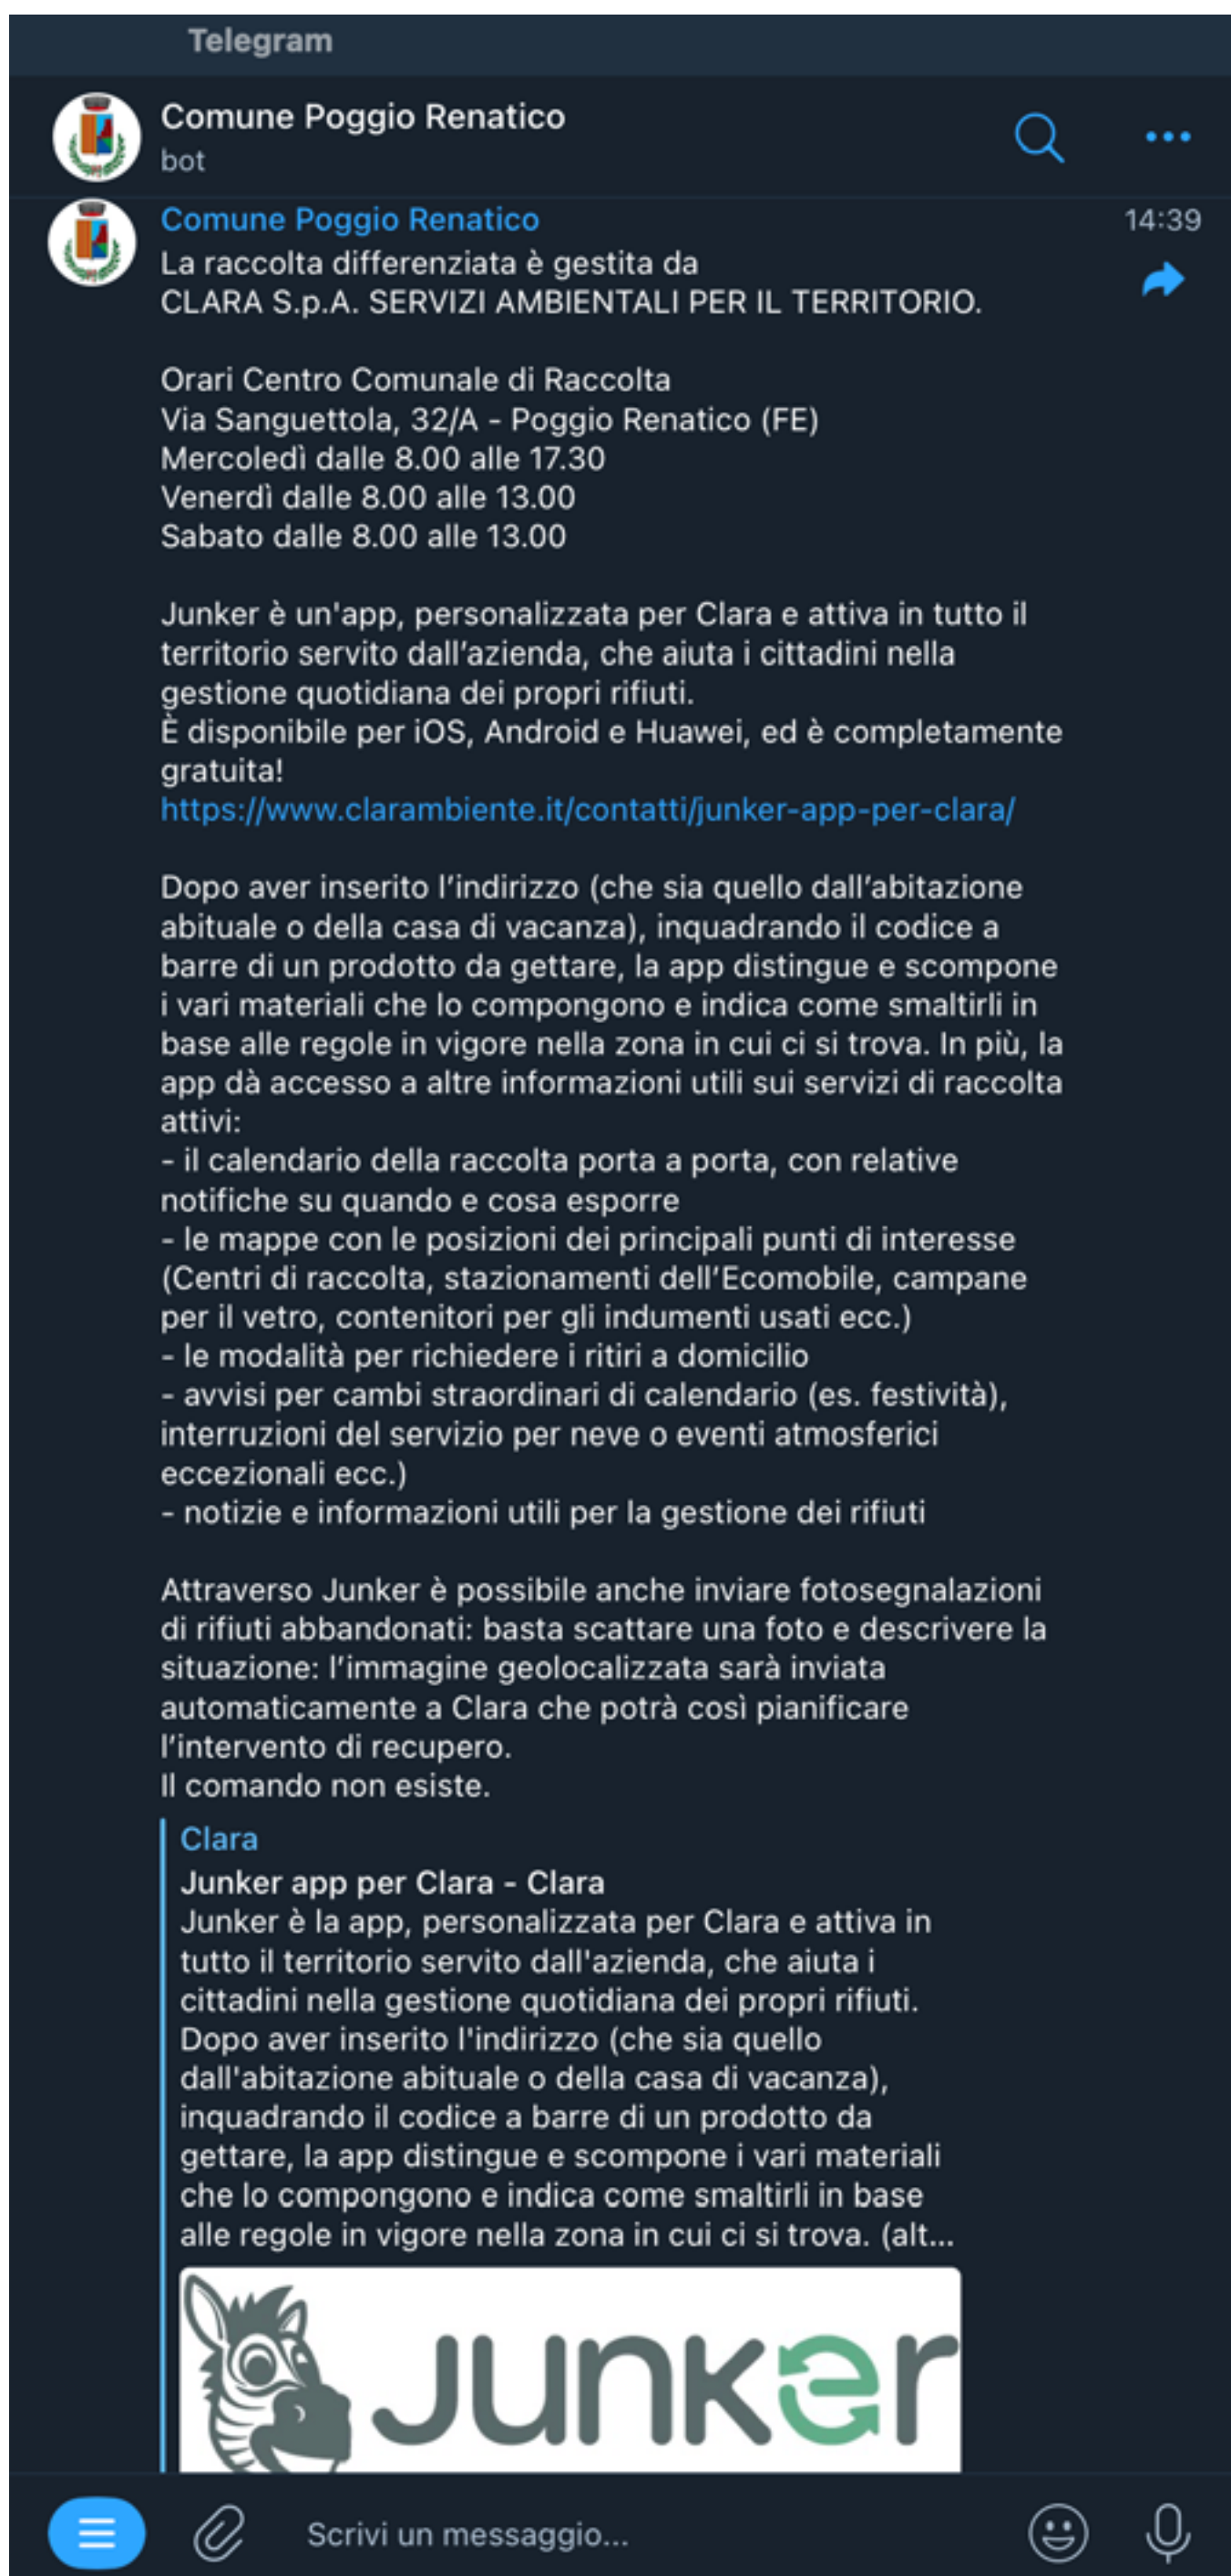 Telegram
Comune Poggio Renatico
bot
Comune Poggio Renatico
14:39
La raccolta differenziata è gestita da
CLARA S.p.A. SERVIZI AMBIENTALI PER IL TERRITORIO.
Orari Centro Comunale di Raccolta
Via Sanguettola, 32/A - Poggio Renatico (FE)
Mercoledì dalle 8.00 alle 17.30
Venerdì dalle 8.00 alle 13.00
Sabato dalle 8.00 alle 13.00
Junker è un'app, personalizzata per Clara e attiva in tutto il
territorio servito dall’azienda, che aiuta i cittadini nella
gestione quotidiana dei propri rifiuti.
È disponibile per iOS, Android e Huawei, ed è completamente
gratuita!
https://www.clarambiente.it/contatti/junker-app-per-clara/
Dopo aver inserito l’indirizzo (che sia quello dall’abitazione
abituale o della casa di vacanza), inquadrando il codice a
barre di un prodotto da gettare, la app distingue e scompone
i vari materiali che lo compongono e indica come smaltirli in
base alle regole in vigore nella zona in cui ci si trova. In più, la
app dà accesso a altre informazioni utili sui servizi di raccolta
attivi:
- il calendario della raccolta porta a porta, con relative
notifiche su quando e cosa esporre
- le mappe con le posizioni dei principali punti di interesse
(Centri di raccolta, stazionamenti dell’Ecomobile, campane
per il vetro, contenitori per gli indumenti usati ecc.)
- le modalità per richiedere i ritiri a domicilio
- avvisi per cambi straordinari di calendario (es. festività),
interruzioni del servizio per neve o eventi atmosferici
eccezionali ecc.)
- notizie e informazioni utili per la gestione dei rifiuti
Attraverso Junker è possibile anche inviare fotosegnalazioni
di rifiuti abbandonati: basta scattare una foto e descrivere la
situazione: l’immagine geolocalizzata sarà inviata
automaticamente a Clara che potrà così pianificare
l’intervento di recupero.
Il comando non esiste.
Clara
Junker app per Clara - Clara
Junker è la app, personalizzata per Clara e attiva in
tutto il territorio servito dall'azienda, che aiuta i
cittadini nella gestione quotidiana dei propri rifiuti.
Dopo aver inserito l'indirizzo (che sia quello
dall'abitazione abituale o della casa di vacanza),
inquadrando il codice a barre di un prodotto da
gettare, la app distingue e scompone i vari materiali
che lo compongono e indica come smaltirli in base
alle regole in vigore nella zona in cui ci si trova. (alt...
Junker
Scrivi un messaggio...